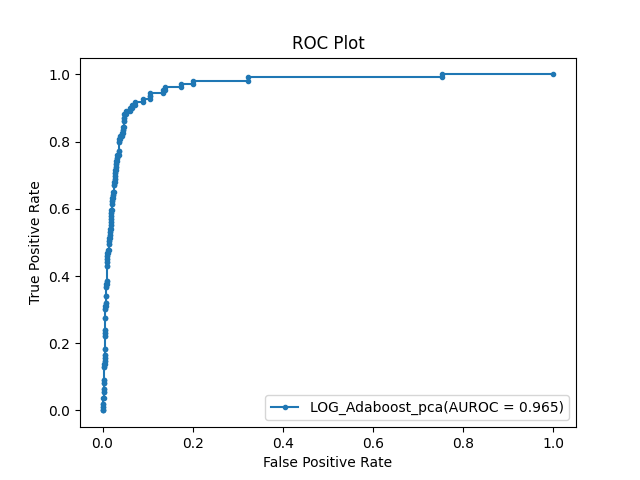 ROC Plot
1.0
0.8
0.6
0.4
0.2
0.0
True Positive Rate
LOG_Adaboost_pca(AUROC = 0.965)
0.0 0.2 0.4 0.6 0.8 1.0
False Positive Rate